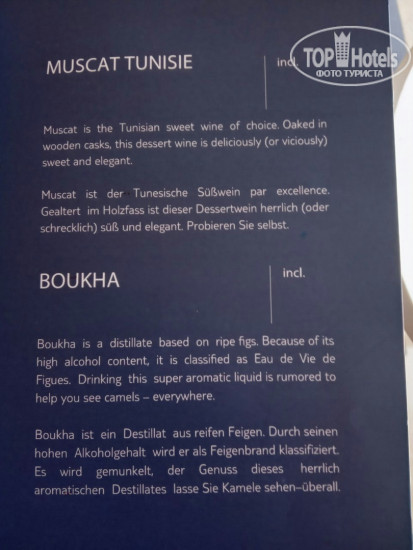 TOP Hotels
ФОТО ТУРИСТА
MUSCAT TUNISIE
incl.
Muscat is the Tunisian sweet wine of choice. Oaked in
wooden casks, this dessert wine is deliciously (or viciously)
sweet and elegant.
Muscat ist der Tunesische Süßwein par excellence.
Gealtert im Holzfass ist dieser Dessertwein herrlich (oder
schrecklich) süß und elegant. Probieren Sie selbst.
BOUKHA
incl.
Boukha is a distillate based on ripe figs. Because of its
high alcohol content, it is classified as Eau de Vie de
Figues. Drinking this super aromatic liquid is rumored to
help you see camels – everywhere.
Boukha ist ein Destillat aus reifen Feigen. Durch seinen
hohen Alkoholgehalt wird er als Feigenbrand klassifiziert.
Es wird gemunkelt, der Genuss dieses herrlich
aromatischen Destillates lasse Sie Kamele sehen–überall.